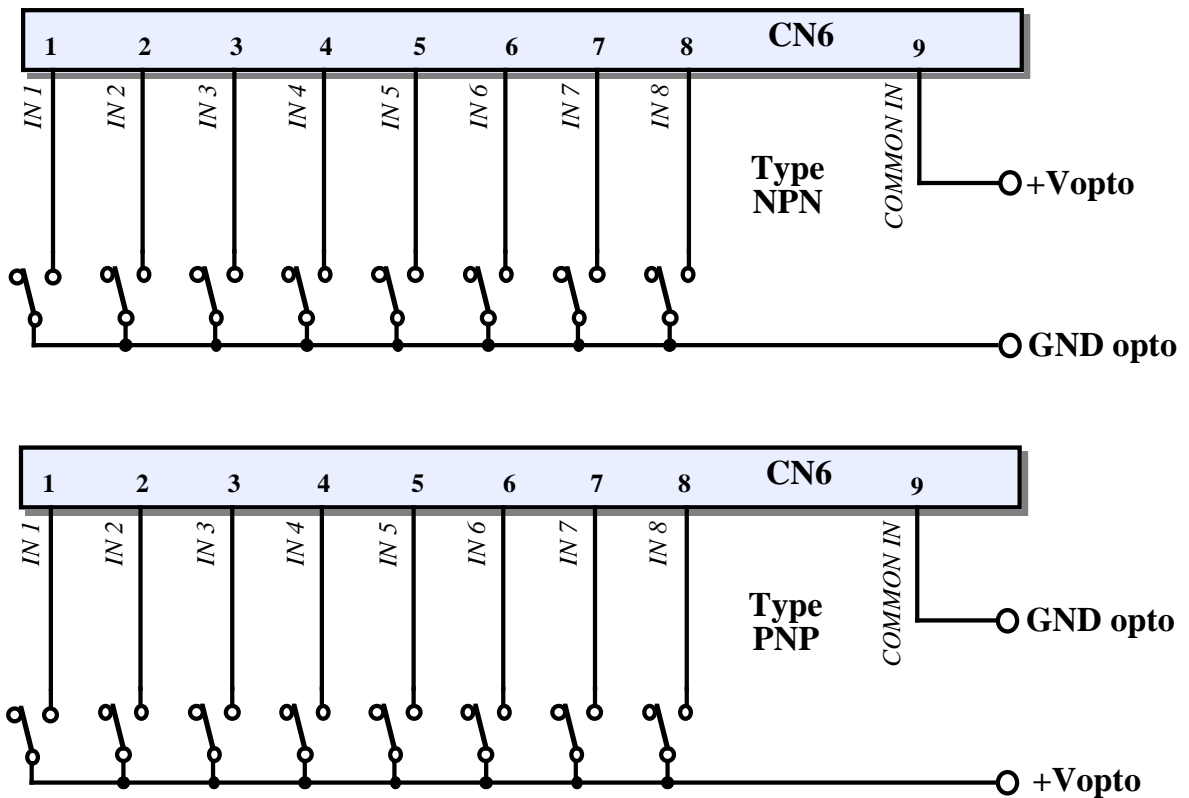 1 2 3 4 5 6 7 8 CN6 9
IN 1
IN 2
IN 3
IN 4
IN 5
IN 6
IN 7
IN 8
COMMON IN
Type
NPN
+Vopto
GND opto
1 2 3 4 5 6 7 8 CN6 9
IN 1
IN 2
IN 3
IN 4
IN 5
IN 6
IN 7
IN 8
COMMON IN
Type
PNP
GND opto
+Vopto